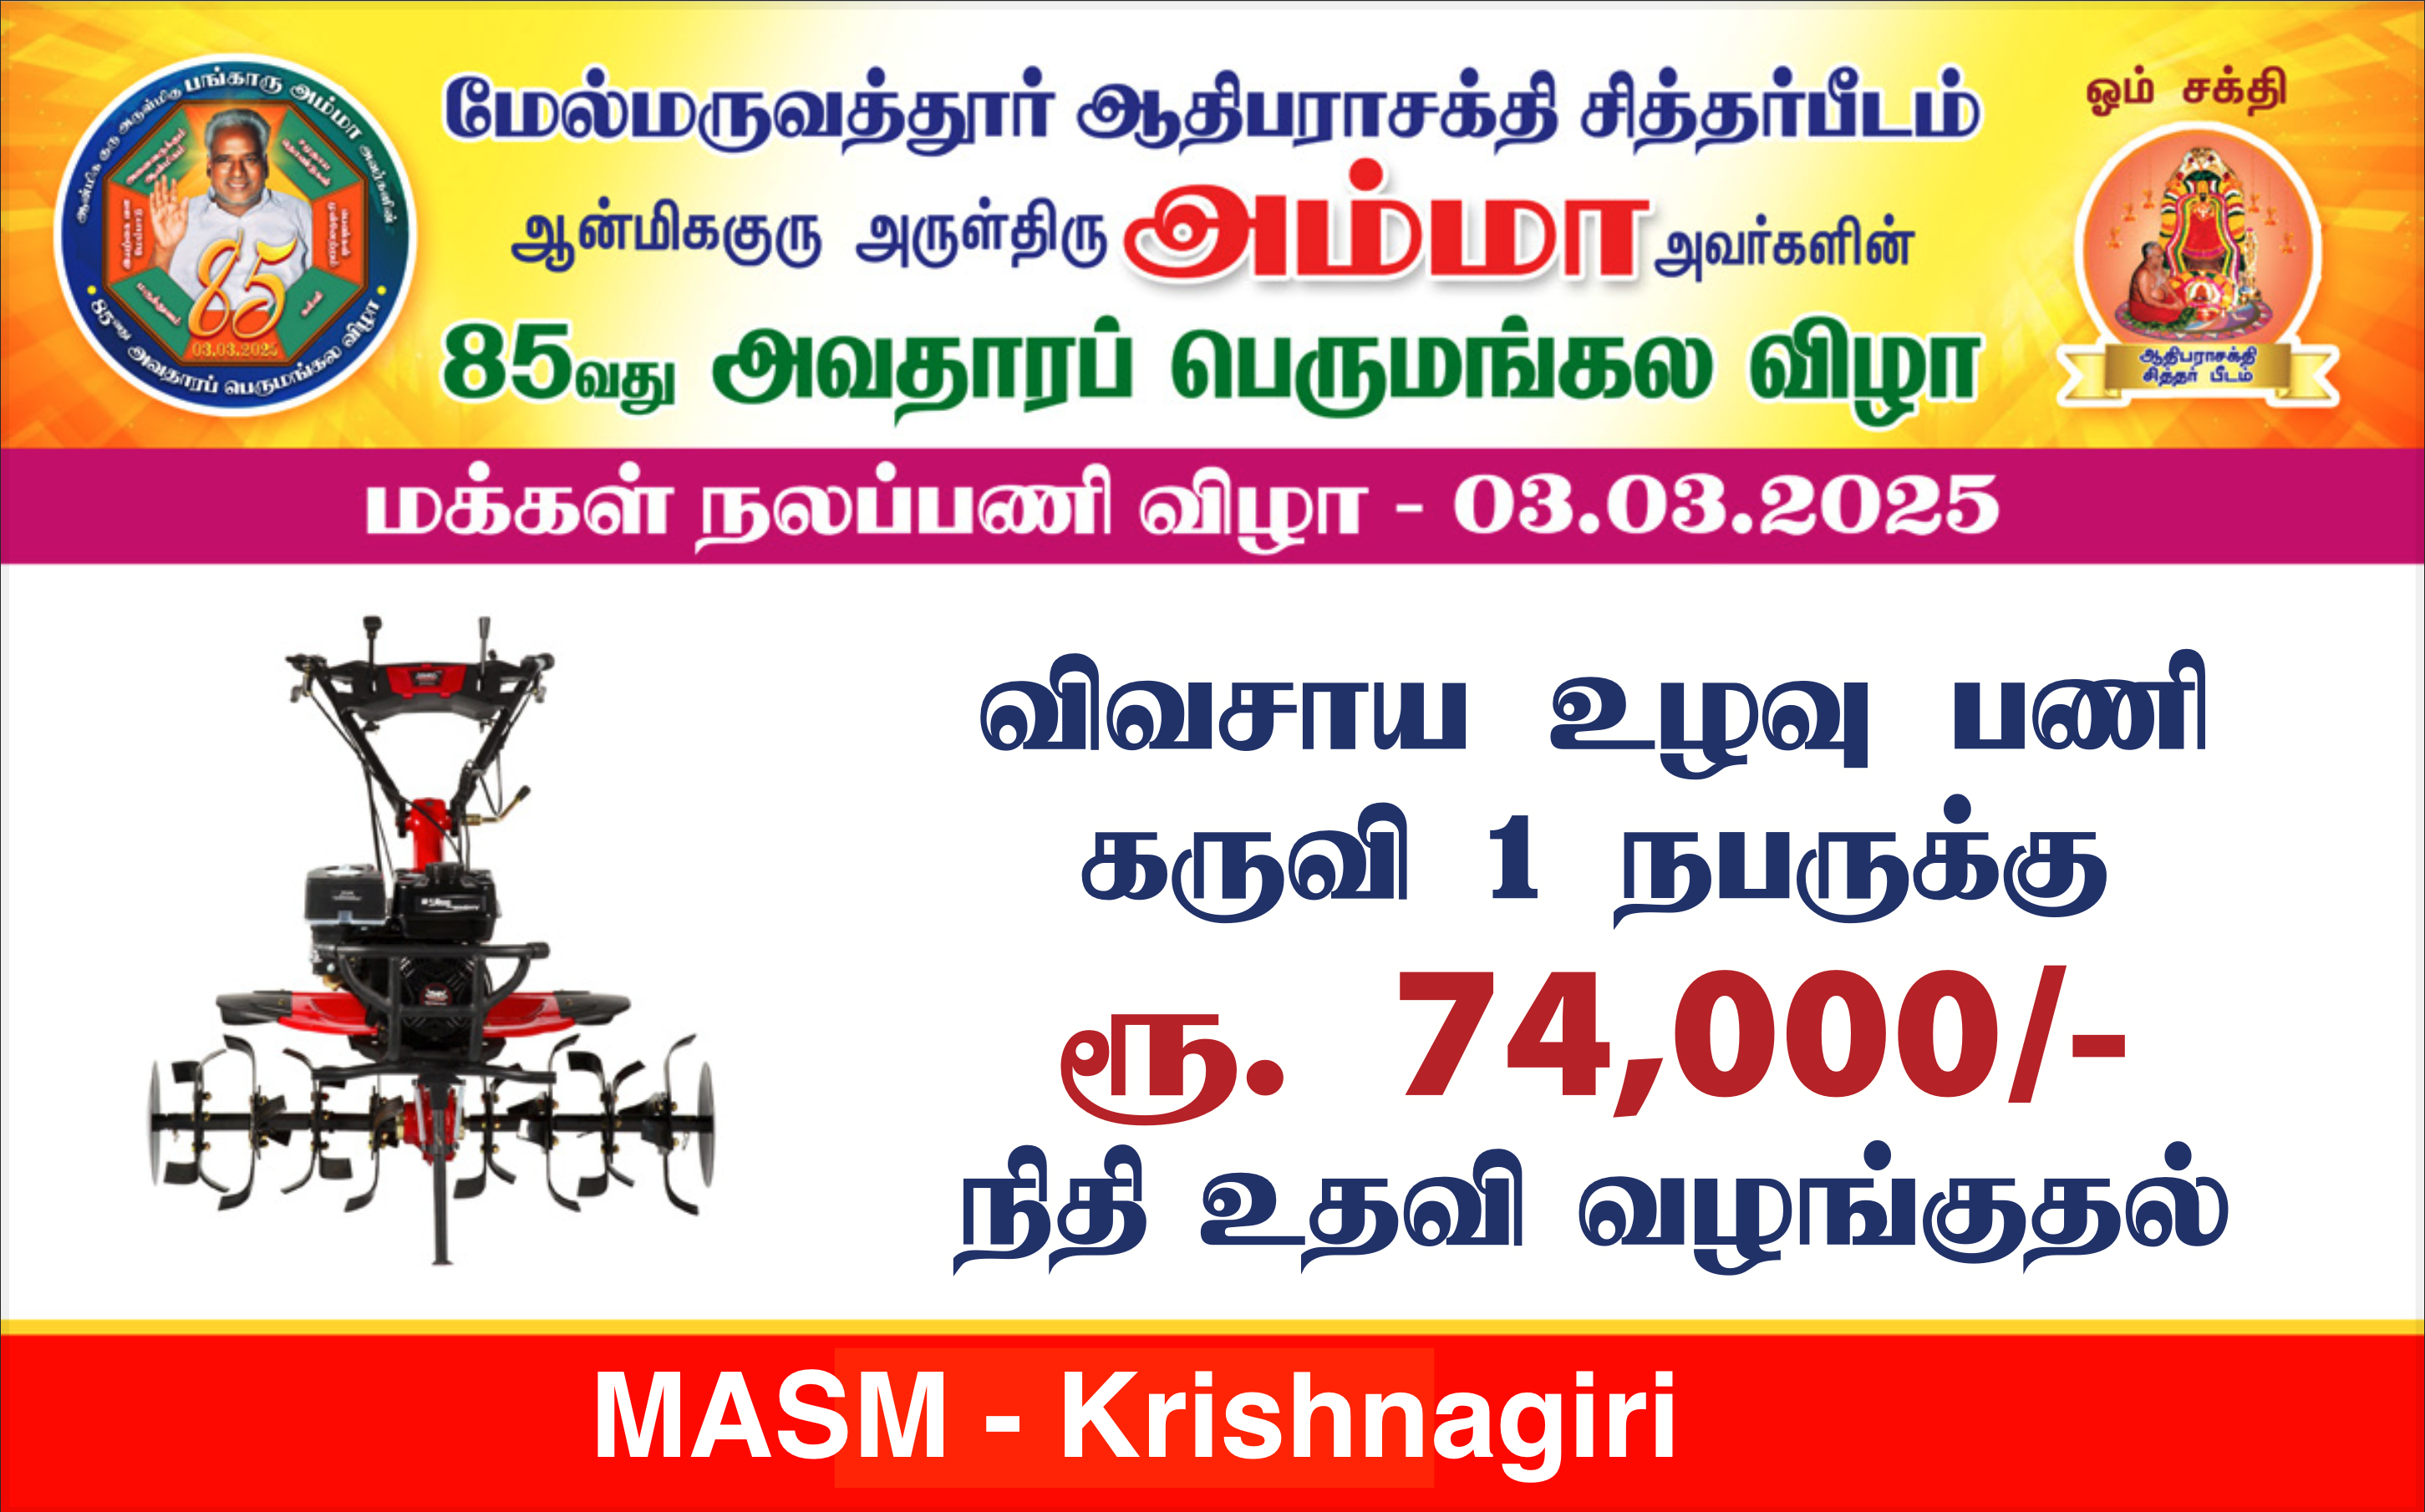 மேல்மருவத்தூர் ஆதிபராசக்தி சித்தர்பீடம்
ஆன்மிககுரு அருள்திரு அம்மா அவர்களின்
85வது அவதாரப் பெருமங்கல விழா
ஆன்மிக குரு அருள்மிகு பங்காரு அம்மா அவர்களின்
85
03.03.2025
85வது அவதாரப் பெருமங்கல விழா
ஓம் சக்தி
ஆதிபராசக்தி
சித்தர் பீடம்
மக்கள் நலப்பணி விழா - 03.03.2025
விவசாய உழவு பணி
கருவி 1 நபருக்கு
ரூ. 74,000/-
நிதி உதவி வழங்குதல்
MASM - Krishnagiri